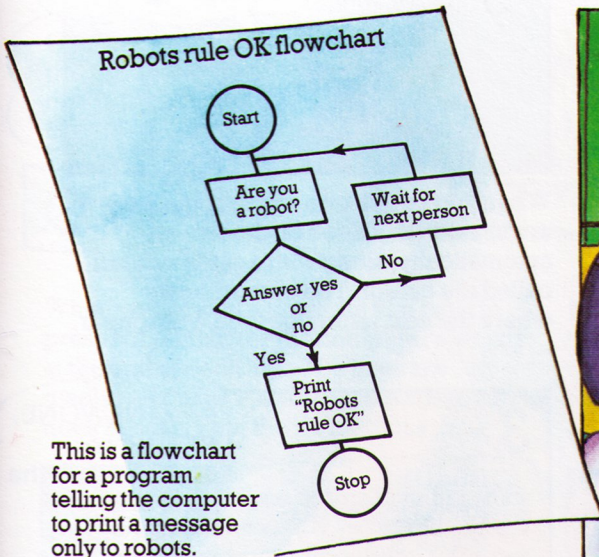 Robots rule OK flowchart
Start
Are you
a robot?
Wait for
next person
No
Answer yes
or
no
Yes
Print
"Robots
rule OK"
Stop
This is a flowchart
for a program
telling the computer
to print a message
only to robots.